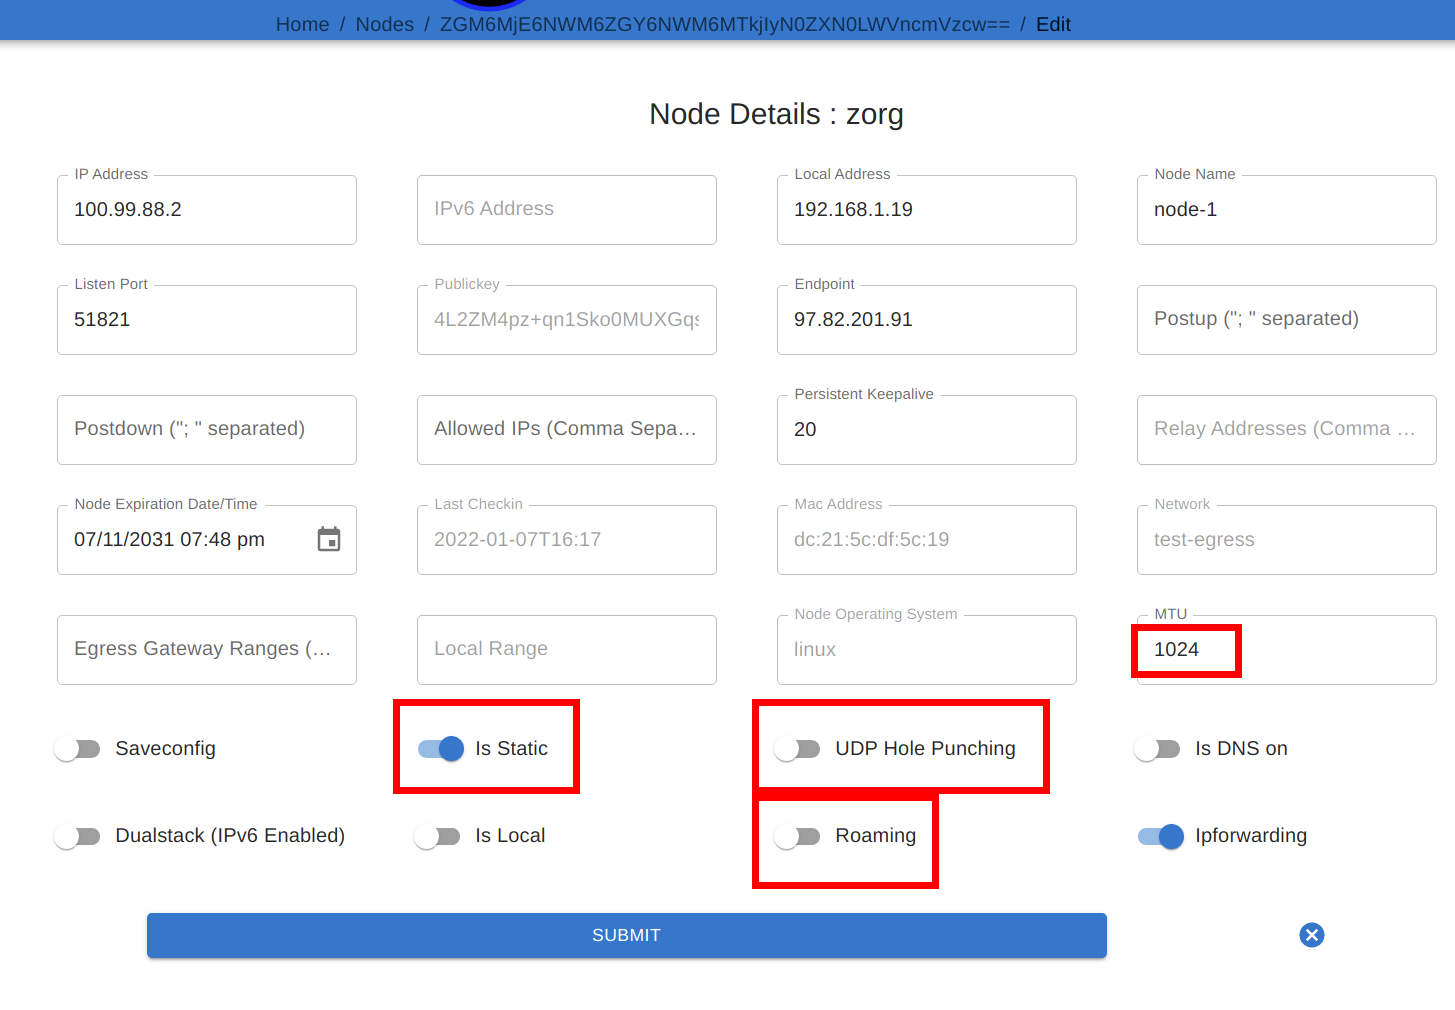 Home / Nodes / ZGM6MjE6NWM6ZGY6NWM6MTkjIyN0ZXN0LWVncmVzcw== / Edit
Node Details : zorg
IP Address
100.99.88.2
IPv6 Address
Local Address
192.168.1.19
Node Name
node-1
Listen Port
51821
Publickey
4L2ZM4pz+qn1Sko0MUXGqs
Endpoint
97.82.201.91
Postup ("; " separated)
Postdown ("; " separated)
Allowed IPs (Comma Sepa...
Persistent Keepalive
20
Relay Addresses (Comma ...
Node Expiration Date/Time
07/11/2031 07:48 pm
Last Checkin
2022-01-07T16:17
Mac Address
dc:21:5c:df:5c:19
Network
test-egress
Egress Gateway Ranges (...
Local Range
Node Operating System
linux
MTU
1024
Saveconfig
Is Static
UDP Hole Punching
Is DNS on
Dualstack (IPv6 Enabled)
Is Local
Roaming
Ipforwarding
SUBMIT